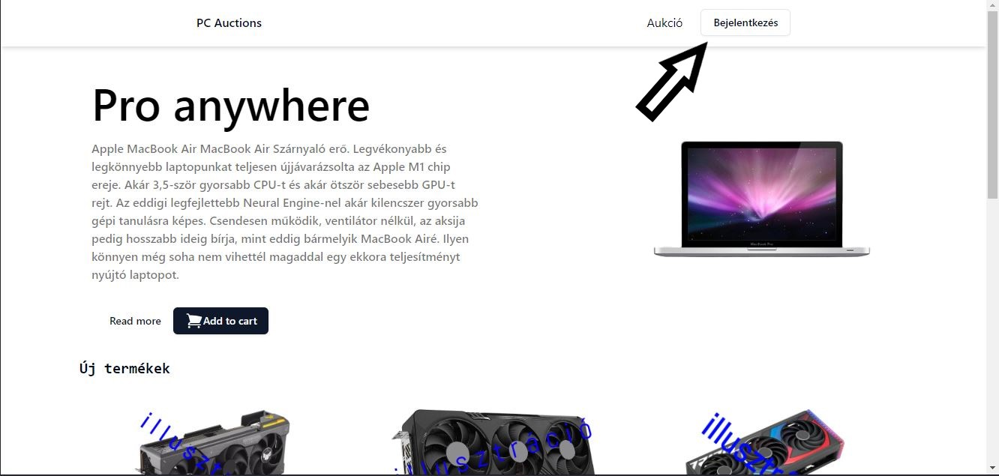 PC Auctions
Aukció
Bejelentkezés
Pro anywhere
Apple MacBook Air MacBook Air Szárnyaló erő. Legvékonyabb és
legkönnyebb laptopunkat teljesen újjávarázsolta az Apple M1 chip
ereje. Akár 3,5-ször gyorsabb CPU-t és akár ötször sebesebb GPU-t
rejt. Az eddigi legfejlettebb Neural Engine-nel akár kilencszer gyorsabb
gépi tanulásra képes. Csendesen működik, ventilátor nélkül, az aksija
pedig hosszabb ideig bírja, mint eddig bármelyik MacBook Airé. Ilyen
könnyen még soha nem vihettél magaddal egy ekkora teljesítményt
nyújtó laptopot.
MacBook Pro
Read more
Add to cart
Új termékek
illusztr
illusztráció
illusztra